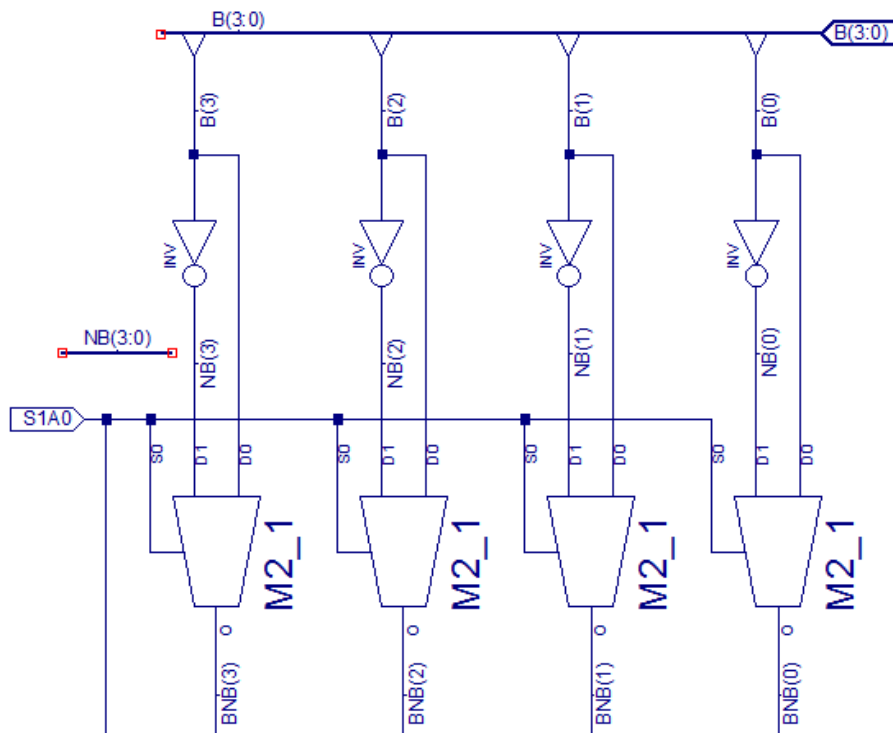 B(3:0)
B(3:0)
B(3)
B(2)
B(1)
B(0)
INV
INV
INV
INV
NB(3:0)
NB(3)
NB(2)
NB(1)
NB(0)
S1A0
S0
D1
D0
S0
D1
D0
S0
D1
D0
S0
D1
D0
M2_1
M2_1
M2_1
M2_1
O
O
O
O
BNB(3)
BNB(2)
BNB(1)
BNB(0)